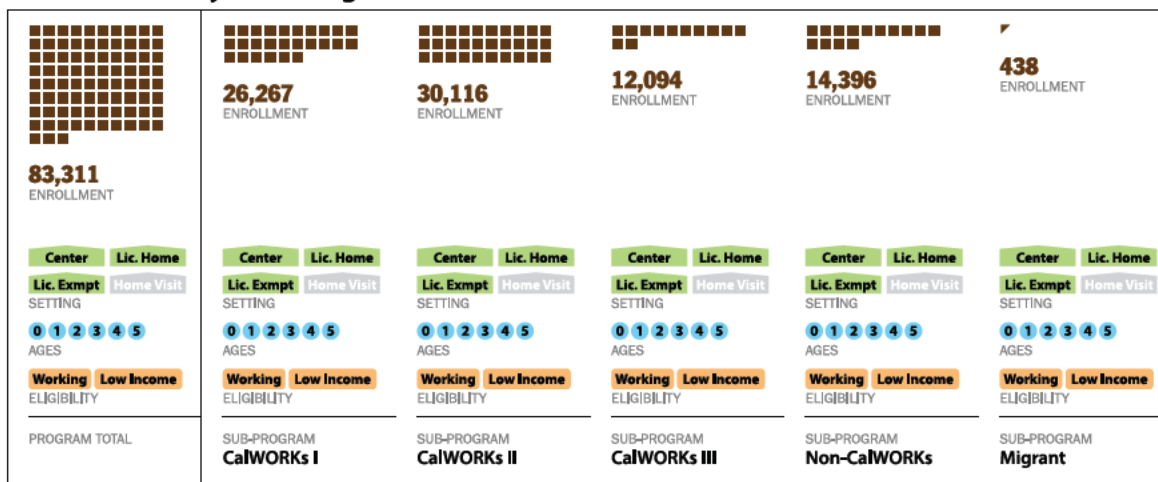 83,311
ENROLLMENT
Center Lic. Home
Lic. Exmpt Home Visit
SETTING
0 1 2 3 4 5
AGES
Working Low Income
ELIGIBILITY
PROGRAM TOTAL
26,267
ENROLLMENT
Center Lic. Home
Lic. Exmpt Home Visit
SETTING
0 1 2 3 4 5
AGES
Working Low Income
ELIGIBILITY
SUB-PROGRAM
CalWORKs I
30,116
ENROLLMENT
Center Lic. Home
Lic. Exmpt Home Visit
SETTING
0 1 2 3 4 5
AGES
Working Low Income
ELIGIBILITY
SUB-PROGRAM
CalWORKs II
12,094
ENROLLMENT
Center Lic. Home
Lic. Exmpt Home Visit
SETTING
0 1 2 3 4 5
AGES
Working Low Income
ELIGIBILITY
SUB-PROGRAM
CalWORKs III
14,396
ENROLLMENT
Center Lic. Home
Lic. Exmpt Home Visit
SETTING
0 1 2 3 4 5
AGES
Working Low Income
ELIGIBILITY
SUB-PROGRAM
Non-CalWORKs
438
ENROLLMENT
Center Lic. Home
Lic. Exmpt Home Visit
SETTING
0 1 2 3 4 5
AGES
Working Low Income
ELIGIBILITY
SUB-PROGRAM
Migrant